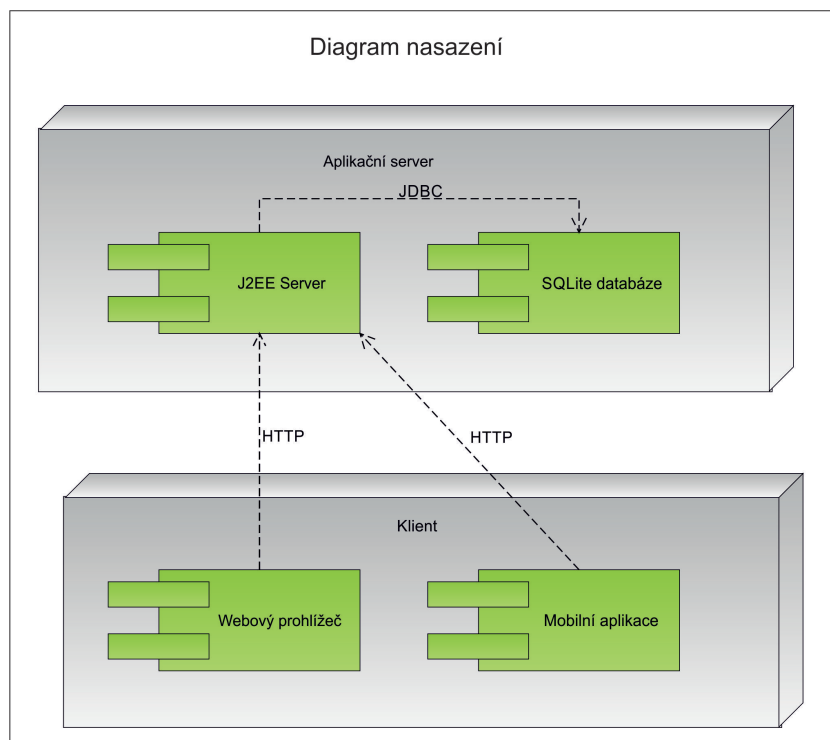 Diagram nasazení
Aplikační server
JDBC
J2EE Server
SQLite databáze
HTTP
HTTP
Klient
Webový prohlížeč
Mobilní aplikace